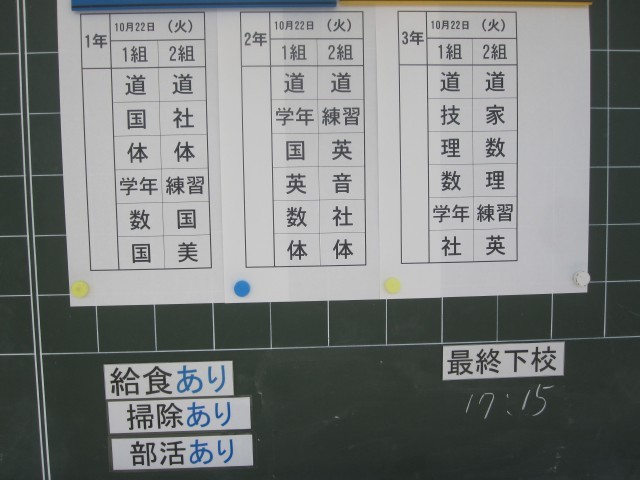 1年 10月22日 (火)
1組 2組
道 道
国 社
体 体
学年 練習
数 国
国 美
2年 10月22日 (火)
1組 2組
道 道
学年 練習
国 英
英 音
数 社
体 体
3年 10月22日 (火)
1組 2組
道 道
技 家
理 数
数 理
学年 練習
社 英
給食あり
掃除あり
部活あり
最終下校
17:15